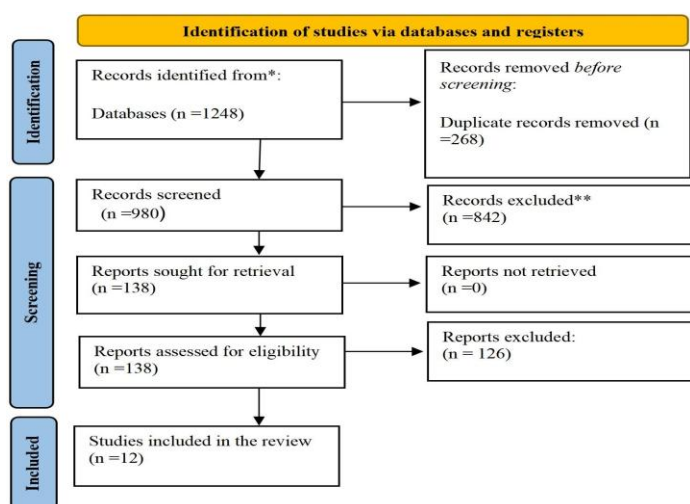 Identification of studies via databases and registers
Identification
Records identified from*:
Databases (n =1248)
Records removed before
screening:
Duplicate records removed (n
=268)
Screening
Records screened
(n =980)
Records excluded**
(n =842)
Reports sought for retrieval
(n =138)
Reports not retrieved
(n =0)
Reports assessed for eligibility
(n =138)
Reports excluded:
(n = 126)
Included
Studies included in the review
(n =12)